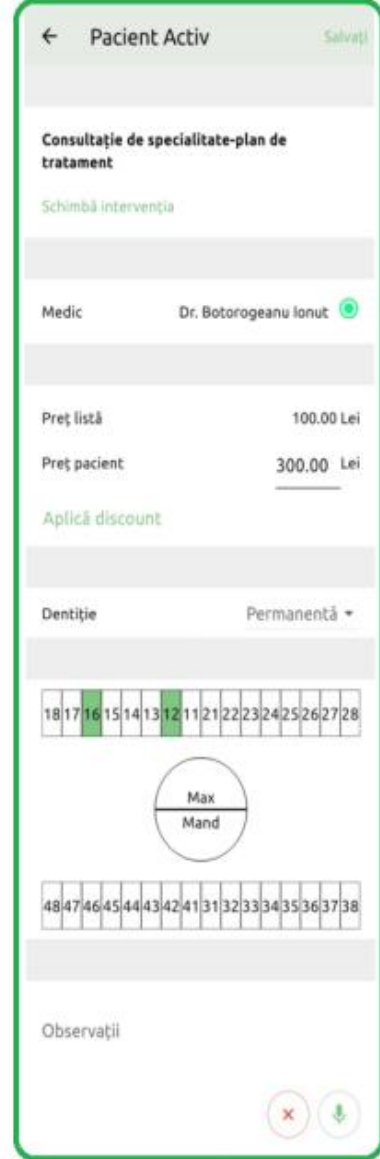 Pacient Activ Salvați
Consultație de specialitate-plan de
tratament
Schimbă intervenția
Medic Dr. Botorogeanu Ionut
Preț listă 100.00 Lei
Preț pacient 300.00 Lei
Aplică discount
Dentiție Permanentă
18 17 16 15 14 13 12 11 21 22 23 24 25 26 27 28
Max
Mand
48 47 46 45 44 43 42 41 31 32 33 34 35 36 37 38
Observații